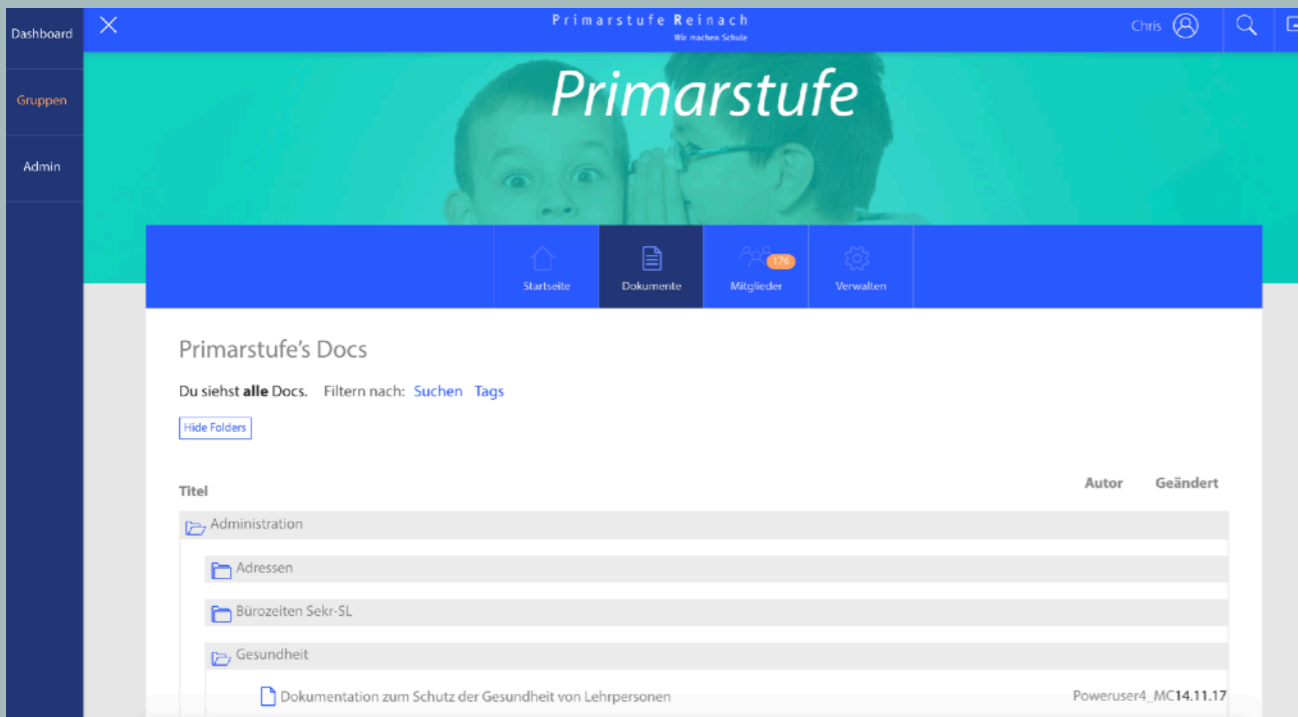 Dashboard
Primarstufe Reinach
Wir machen Schule
Chris
Gruppen
Admin
Primarstufe
Startseite
Dokumente
176
Mitglieder
Verwalten
Primarstufe's Docs
Du siehst alle Docs. Filtern nach: Suchen Tags
Hide Folders
Titel Autor Geändert
Administration
Adressen
Bürozeiten Sekr-SL
Gesundheit
Dokumentation zum Schutz der Gesundheit von Lehrpersonen Poweruser4_MC14.11.17